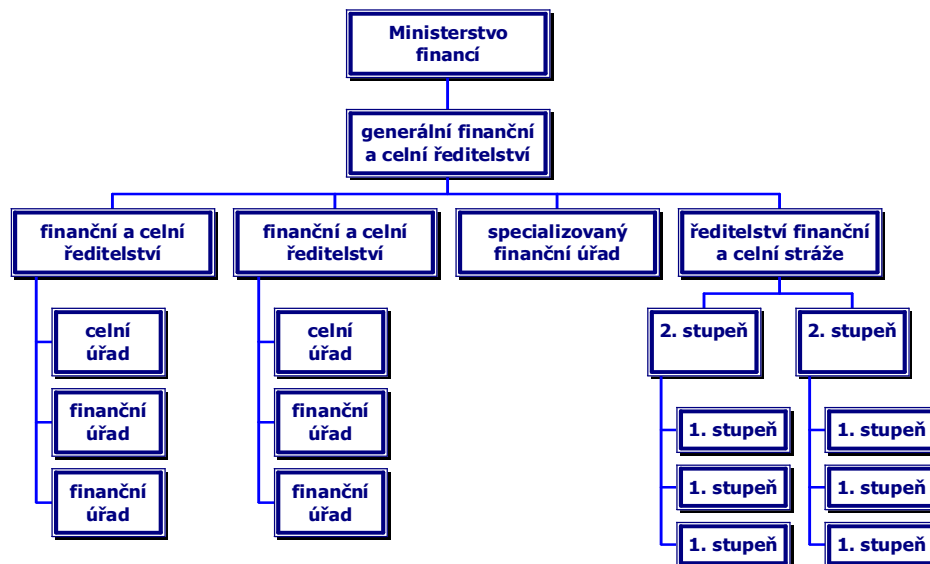 Ministerstvo
financí
generální finanční
a celní ředitelství
finanční a celní
ředitelství
finanční a celní
ředitelství
specializovaný
finanční úřad
ředitelství finanční
a celní stráže
celní
úřad
finanční
úřad
finanční
úřad
celní
úřad
finanční
úřad
finanční
úřad
2. stupeň
1. stupeň
1. stupeň
1. stupeň
2. stupeň
1. stupeň
1. stupeň
1. stupeň